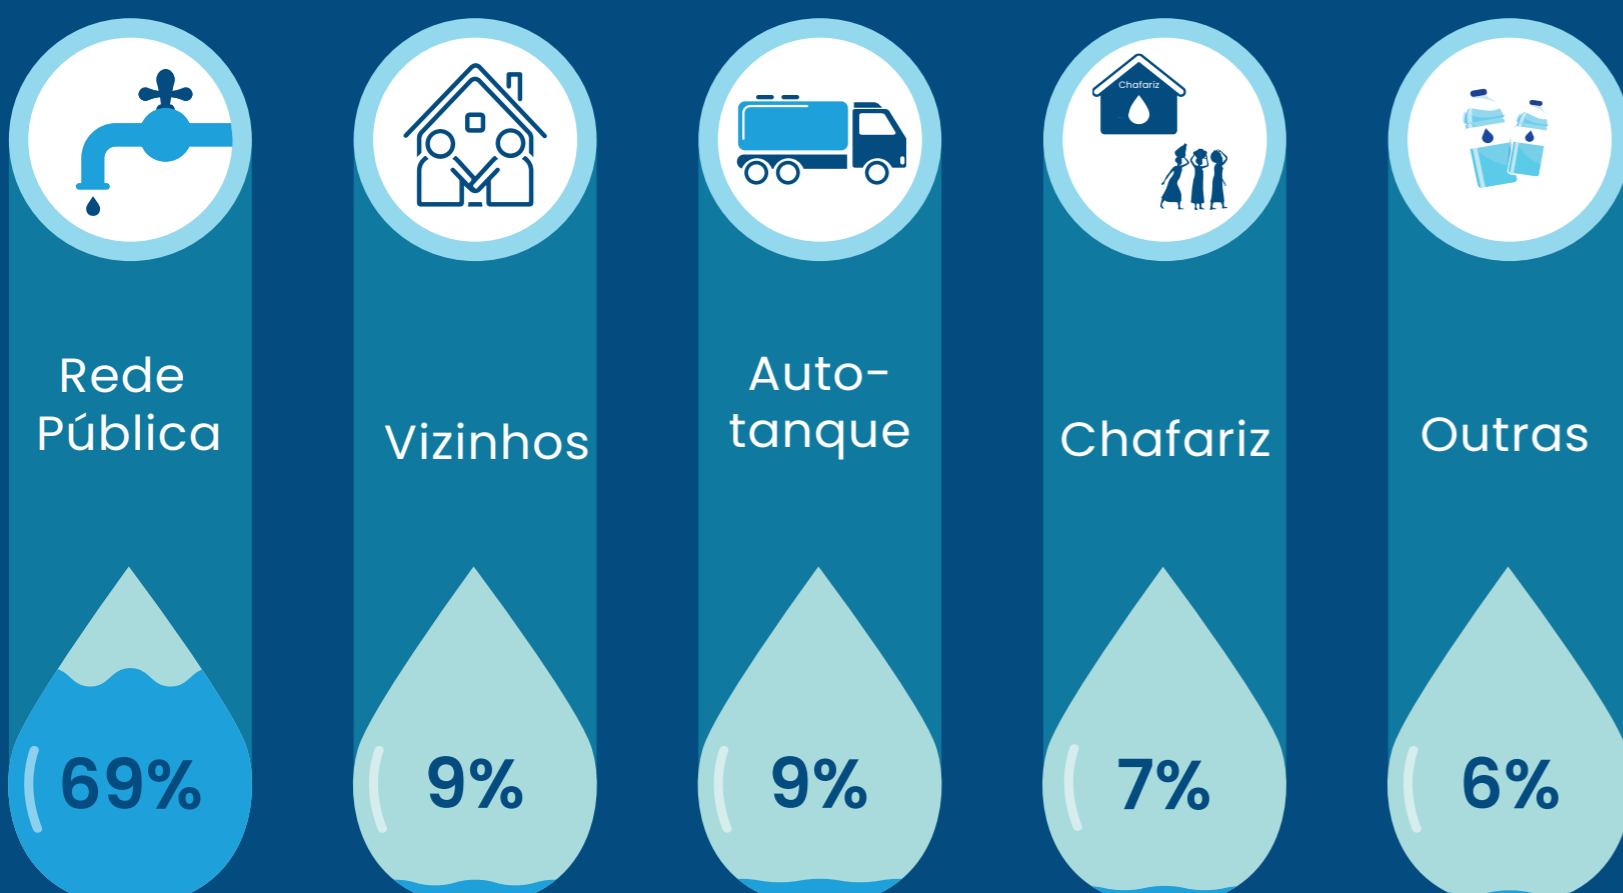 Chafariz
Rede
Pública
Vizinhos
Auto-
tanque
Chafariz
Outras
69%
9%
9%
7%
6%